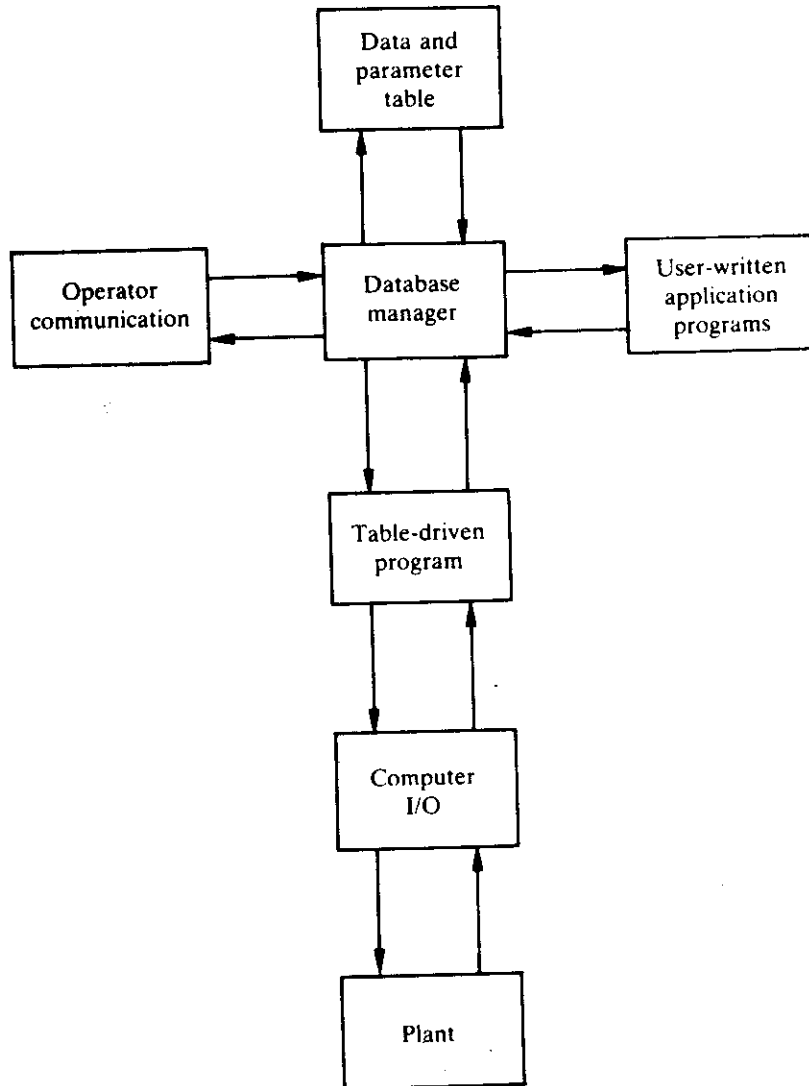 Data and
parameter
table
Operator
communication
Database
manager
User-written
application
programs
Table-driven
program
Computer
I/O
Plant